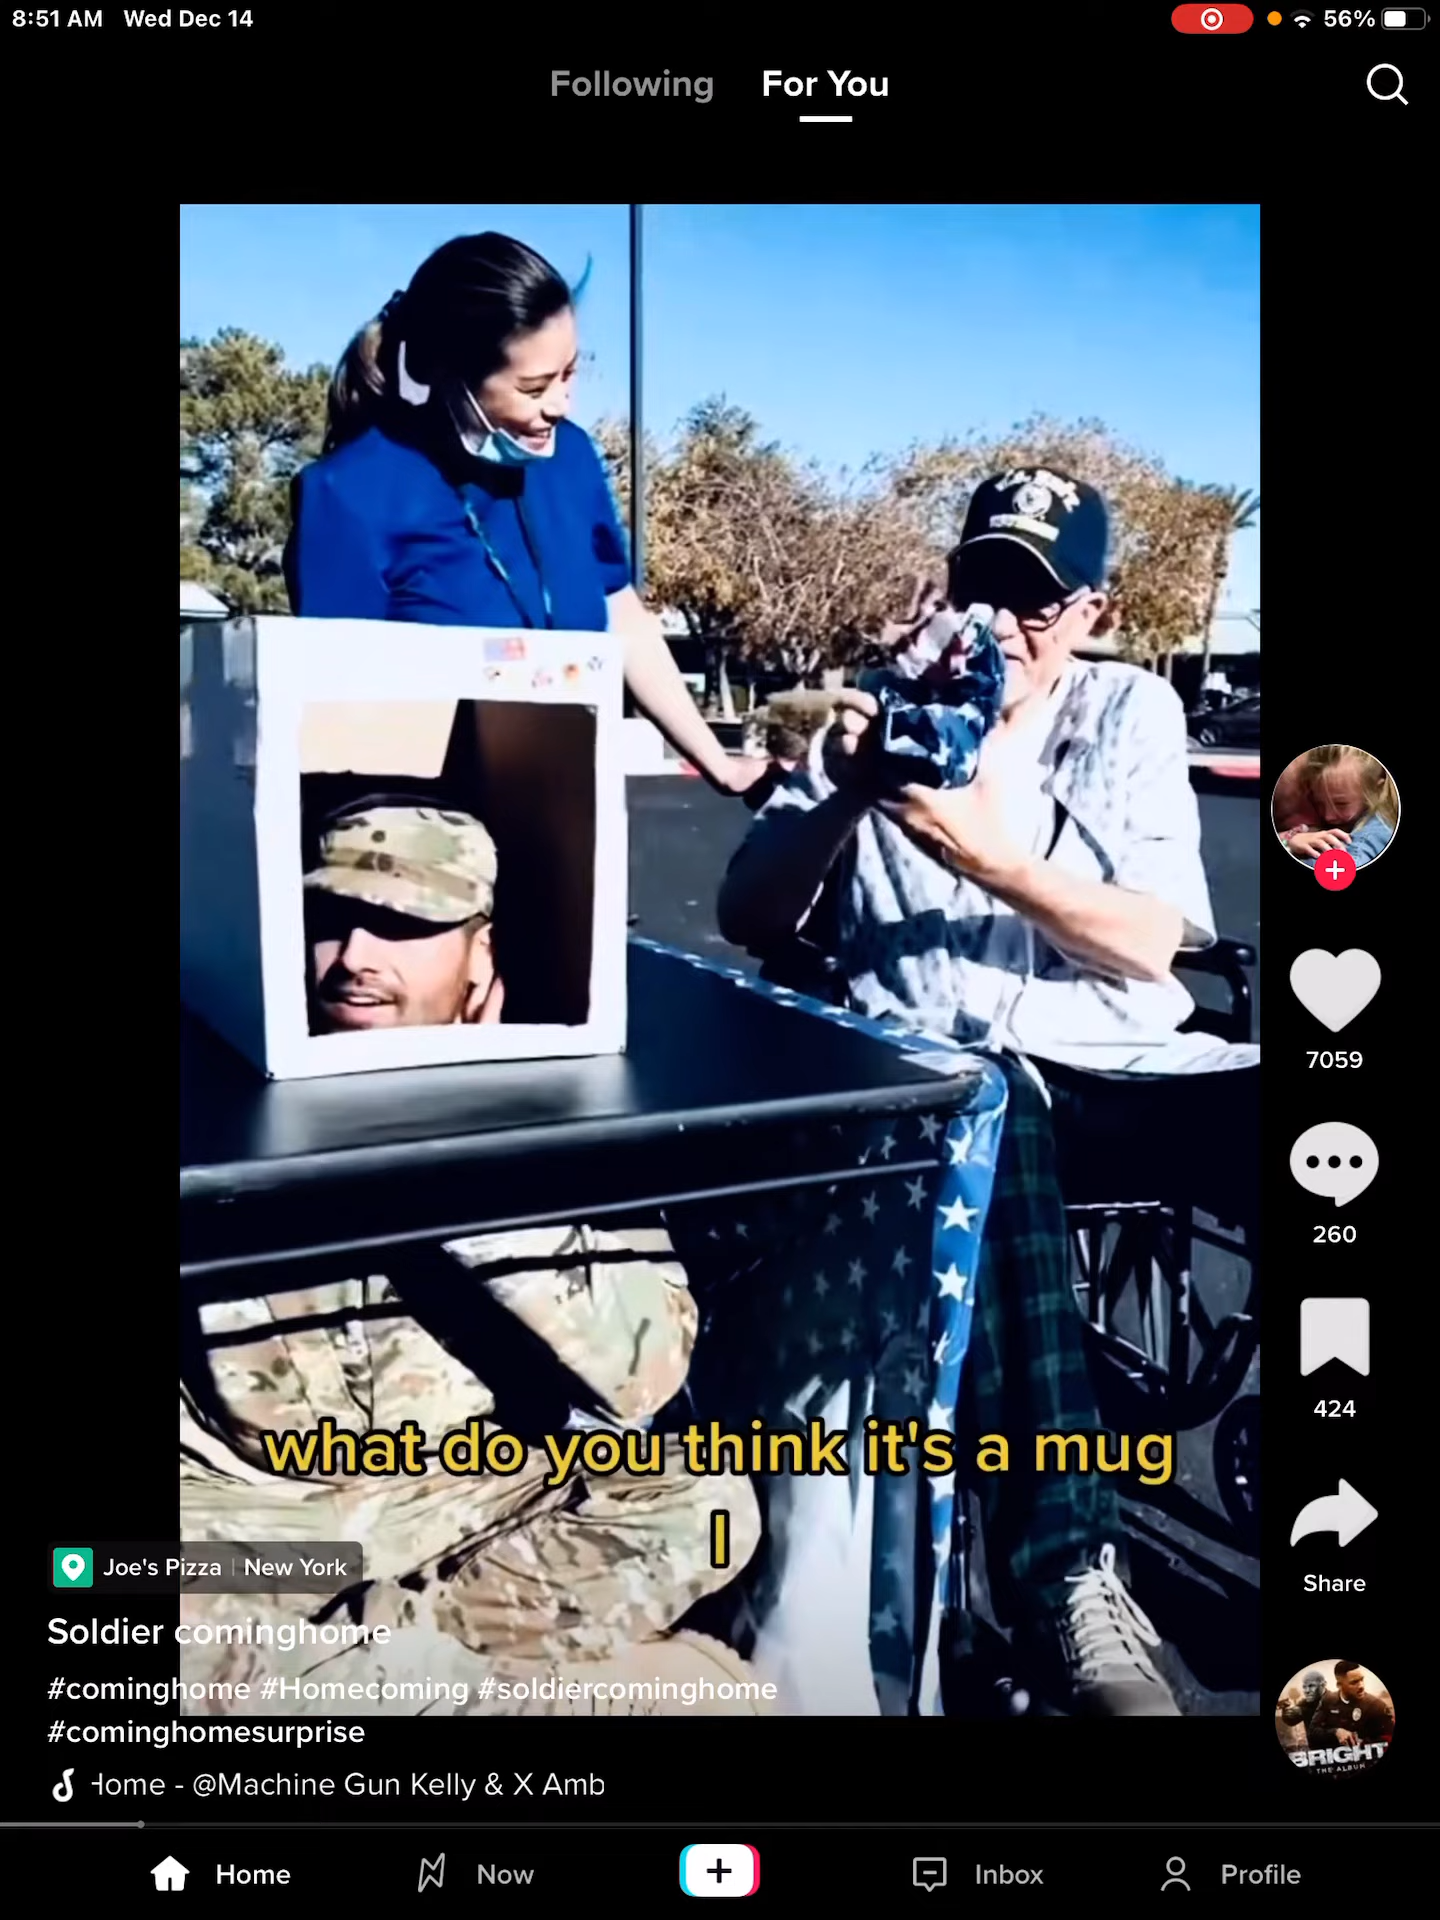 8:51 AM Wed Dec 14
56%
Following For You
what do you think it's a mug
I
7059
260
424
Share
Joe's Pizza | New York
Soldier cominghome
#cominghome #Homecoming #soldiercominghome
#cominghomesurprise
Home - @Machine Gun Kelly & X Amb
BRIGHT
THE ALBUM
Home Now Inbox Profile